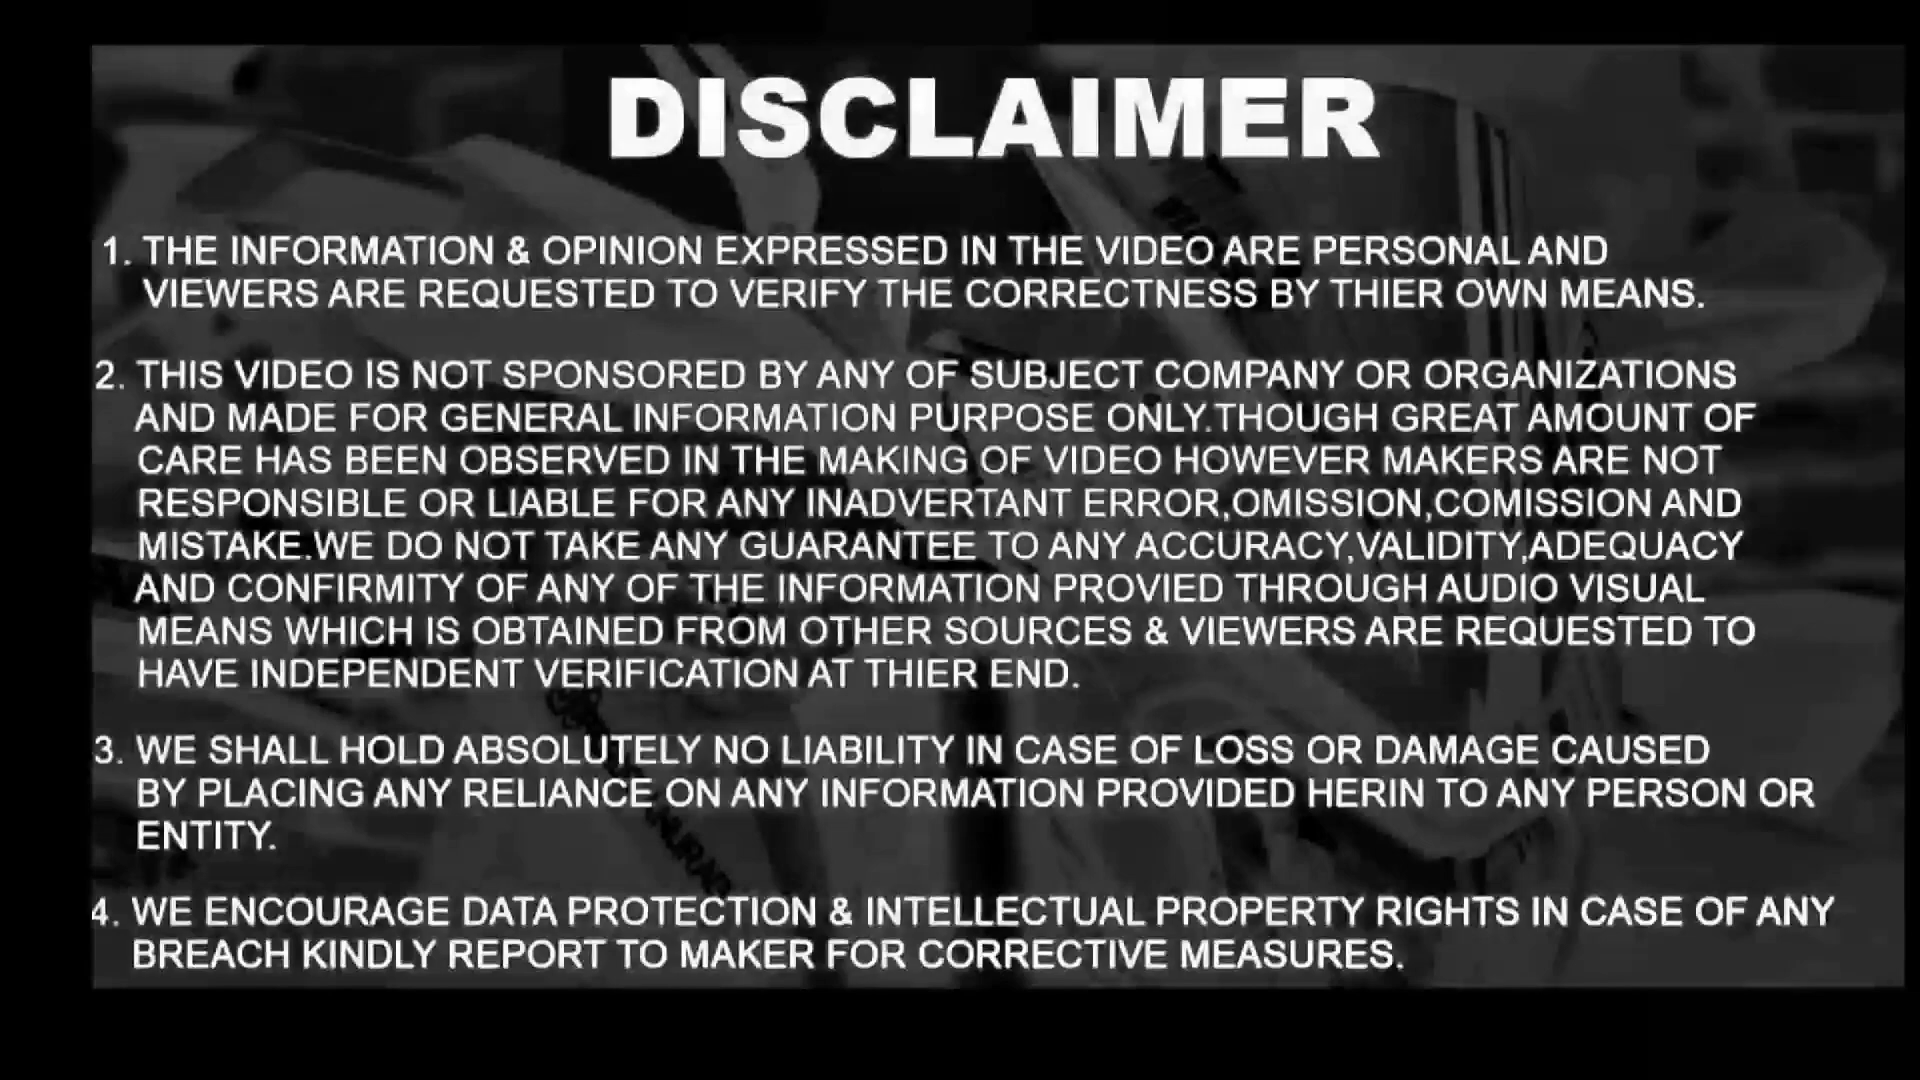 DISCLAIMER
1. THE INFORMATION & OPINION EXPRESSED IN THE VIDEO ARE PERSONAL AND
VIEWERS ARE REQUESTED TO VERIFY THE CORRECTNESS BY THIER OWN MEANS.
2. THIS VIDEO IS NOT SPONSORED BY ANY OF SUBJECT COMPANY OR ORGANIZATIONS
AND MADE FOR GENERAL INFORMATION PURPOSE ONLY.THOUGH GREAT AMOUNT OF
CARE HAS BEEN OBSERVED IN THE MAKING OF VIDEO HOWEVER MAKERS ARE NOT
RESPONSIBLE OR LIABLE FOR ANY INADVERTANT ERROR,OMISSION,COMISSION AND
MISTAKE.WE DO NOT TAKE ANY GUARANTEE TO ANY ACCURACY,VALIDITY,ADEQUACY
AND CONFIRMITY OF ANY OF THE INFORMATION PROVIED THROUGH AUDIO VISUAL
MEANS WHICH IS OBTAINED FROM OTHER SOURCES & VIEWERS ARE REQUESTED TO
HAVE INDEPENDENT VERIFICATION AT THIER END.
3. WE SHALL HOLD ABSOLUTELY NO LIABILITY IN CASE OF LOSS OR DAMAGE CAUSED
BY PLACING ANY RELIANCE ON ANY INFORMATION PROVIDED HERIN TO ANY PERSON OR
ENTITY.
4. WE ENCOURAGE DATA PROTECTION & INTELLECTUAL PROPERTY RIGHTS IN CASE OF ANY
BREACH KINDLY REPORT TO MAKER FOR CORRECTIVE MEASURES.